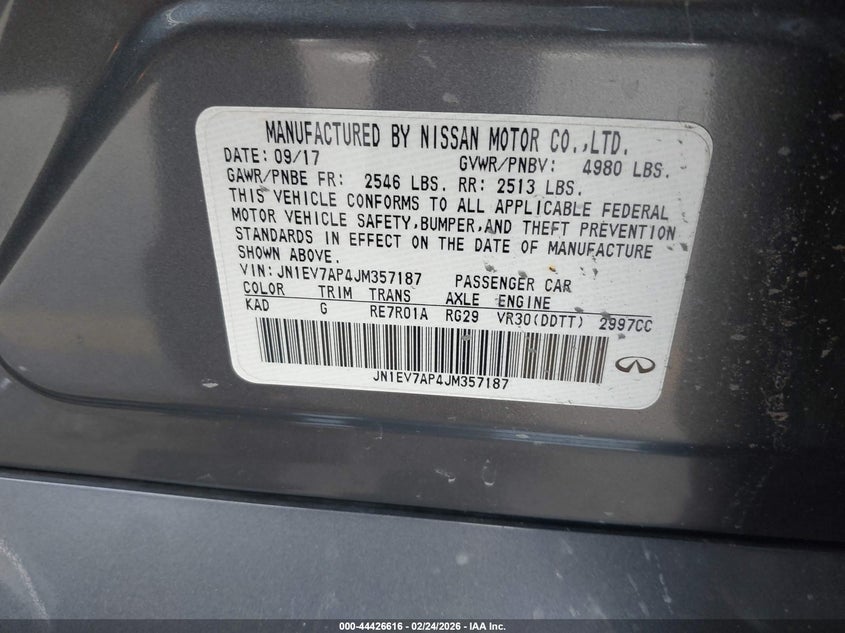 MANUFACTURED BY NISSAN MOTOR CO.,LTD.
DATE: 09/17 GVWR/PNBV: 4980 LBS.
GAWR/PNBE FR: 2546 LBS. RR: 2513 LBS.
THIS VEHICLE CONFORMS TO ALL APPLICABLE FEDERAL
MOTOR VEHICLE SAFETY,BUMPER,AND THEFT PREVENTION
STANDARDS IN EFFECT ON THE DATE OF MANUFACTURE
SHOWN ABOVE.
VIN: JN1EV7AP4JM357187 PASSENGER CAR
COLOR TRIM TRANS AXLE ENGINE
KAD G RE7R01A RG29 VR30(DDTT) 2997CC
JN1EV7AP4JM357187
000-44426616 - 02/24/2026 - IAA Inc.